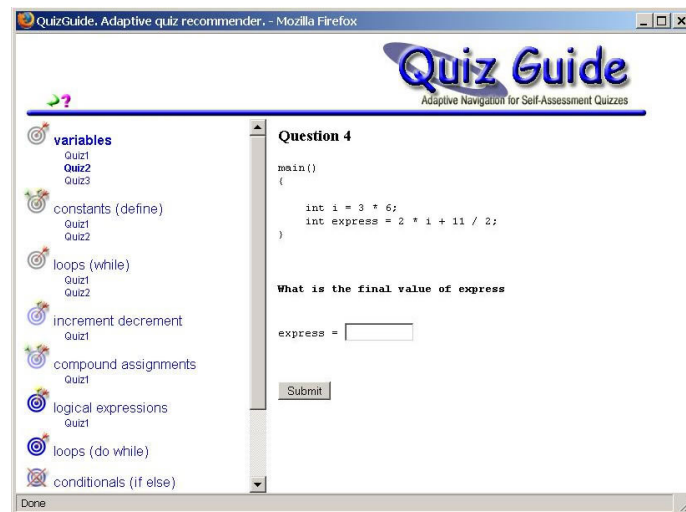 QuizGuide. Adaptive quiz recommender. - Mozilla Firefox
Quiz Guide
Adaptive Navigation for Self-Assessment Quizzes
?
variables
Quiz1
Quiz2
Quiz3
constants (define)
Quiz1
Quiz2
loops (while)
Quiz1
Quiz2
increment decrement
Quiz1
compound assignments
Quiz1
logical expressions
Quiz1
loops (do while)
conditionals (if else)
Question 4
main()
{
int i = 3 * 6;
int express = 2 * i + 11 / 2;
}
What is the final value of express
express =
Submit
Done